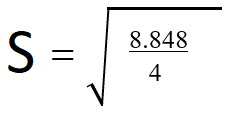 S = √(8.848/4)